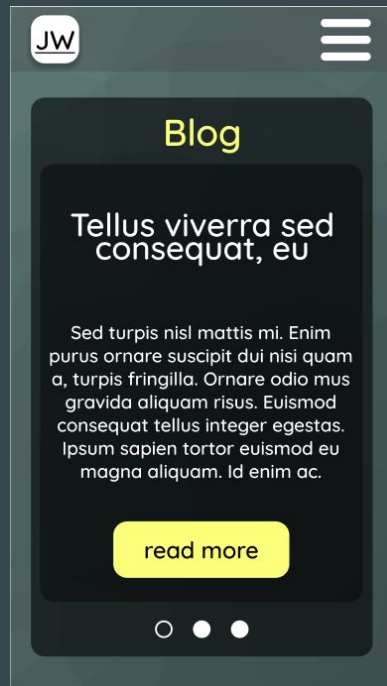 JW
Blog
Tellus viverra sed
consequat, eu
Sed turpis nisl mattis mi. Enim
purus ornare suscipit dui nisi quam
a, turpis fringilla. Ornare odio mus
gravida aliquam risus. Euismod
consequat tellus integer egestas.
Ipsum sapien tortor euismod eu
magna aliquam. Id enim ac.
read more